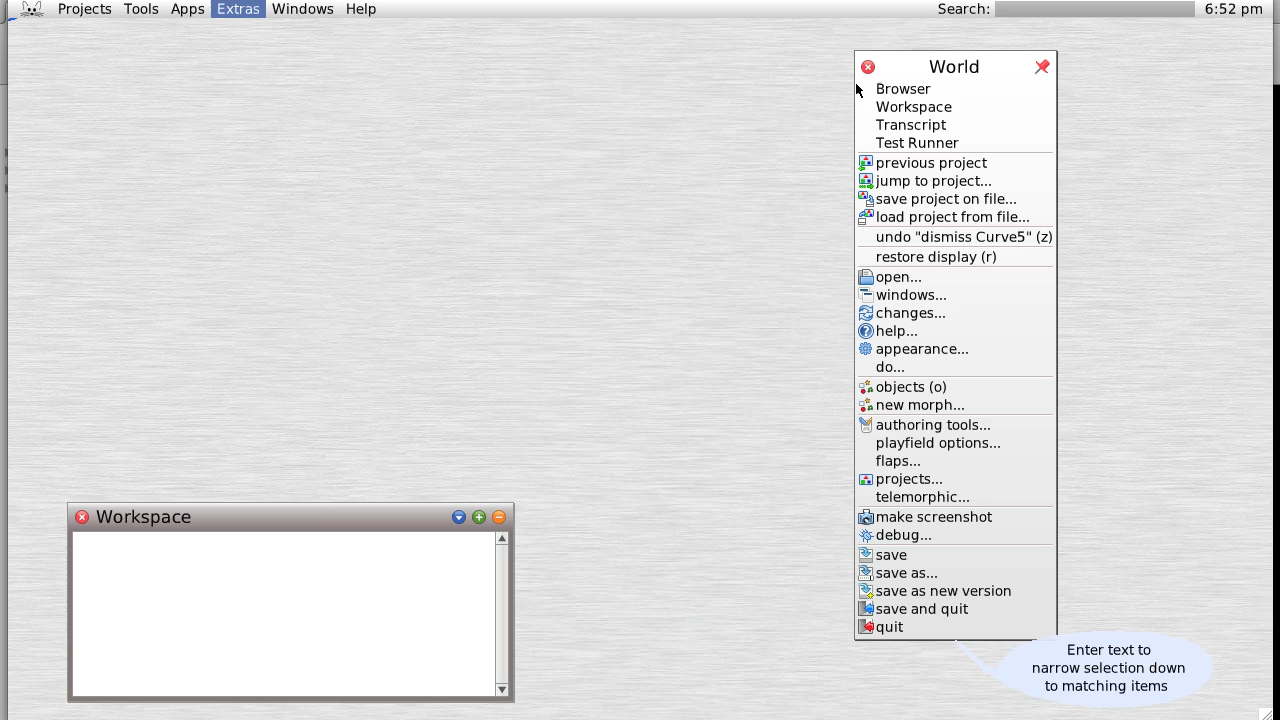 Projects Tools Apps Extras Windows Help Search: 6:52 pm
World
Browser
Workspace
Transcript
Test Runner
previous project
jump to project...
save project on file...
load project from file...
undo "dismiss Curve5" (z)
restore display (r)
open...
windows...
changes...
help...
appearance...
do...
objects (o)
new morph...
authoring tools...
playfield options...
flaps...
projects...
telemorphic...
make screenshot
debug...
save
save as...
save as new version
save and quit
quit
Workspace
Enter text to
narrow selection down
to matching items